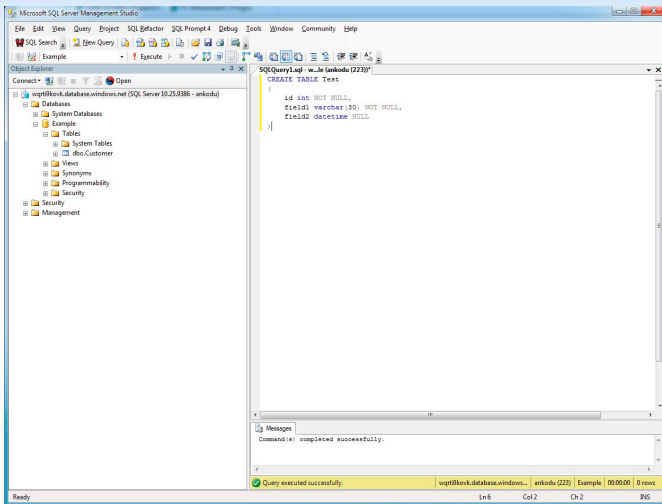 Microsoft SQL Server Management Studio
File Edit View Query Project SQL Refactor SQL Prompt 4 Debug Tools Window Community Help
SQL Search New Query
Example Execute
Object Explorer
Connect Open
wqrti9kovk.database.windows.net (SQL Server 10.25.9386 - ankodu)
Databases
System Databases
Example
Tables
System Tables
dbo.Customer
Views
Synonyms
Programmability
Security
Security
Management
SQLQuery1.sql - w...le (ankodu (223))*
CREATE TABLE Test
(
id int NOT NULL,
field1 varchar(30) NOT NULL,
field2 datetime NULL
)
Messages
Command(s) completed successfully.
Query executed successfully. wqrti9kovk.database.windows... ankodu (223) Example 00:00:00 0 rows
Ready Ln 6 Col 2 Ch 2 INS